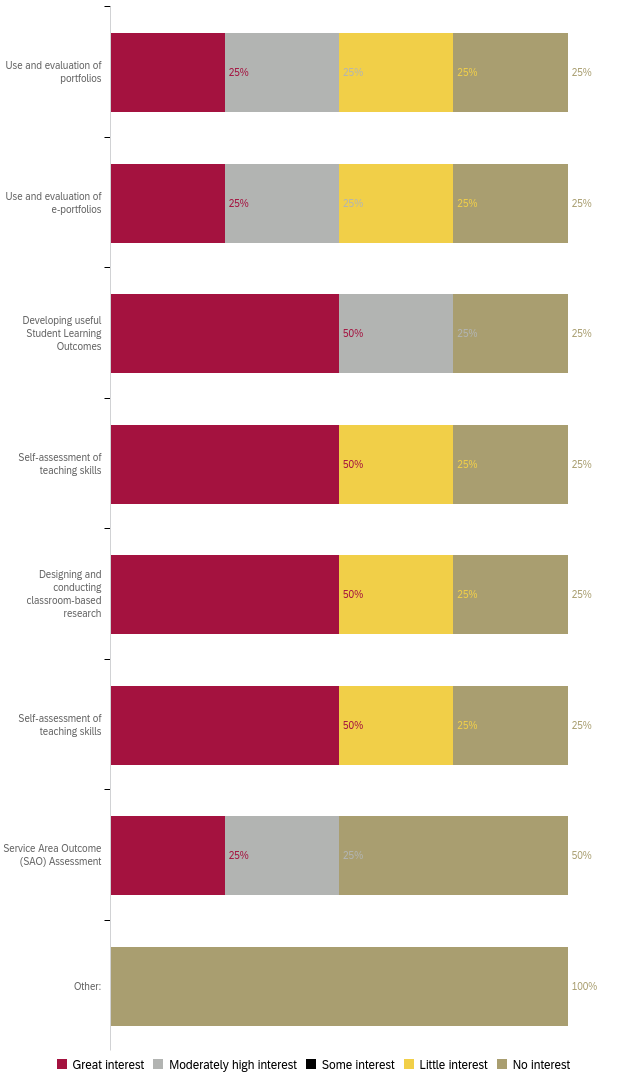 Use and evaluation of
portfolios
25% 25% 25% 25%
Use and evaluation of
e-portfolios
25% 25% 25% 25%
Developing useful
Student Learning
Outcomes
50% 25% 25%
Self-assessment of
teaching skills
50% 25% 25%
Designing and
conducting
classroom-based
research
50% 25% 25%
Self-assessment of
teaching skills
50% 25% 25%
Service Area Outcome
(SAO) Assessment
25% 25% 50%
Other:
100%
Great interest Moderately high interest Some interest Little interest No interest